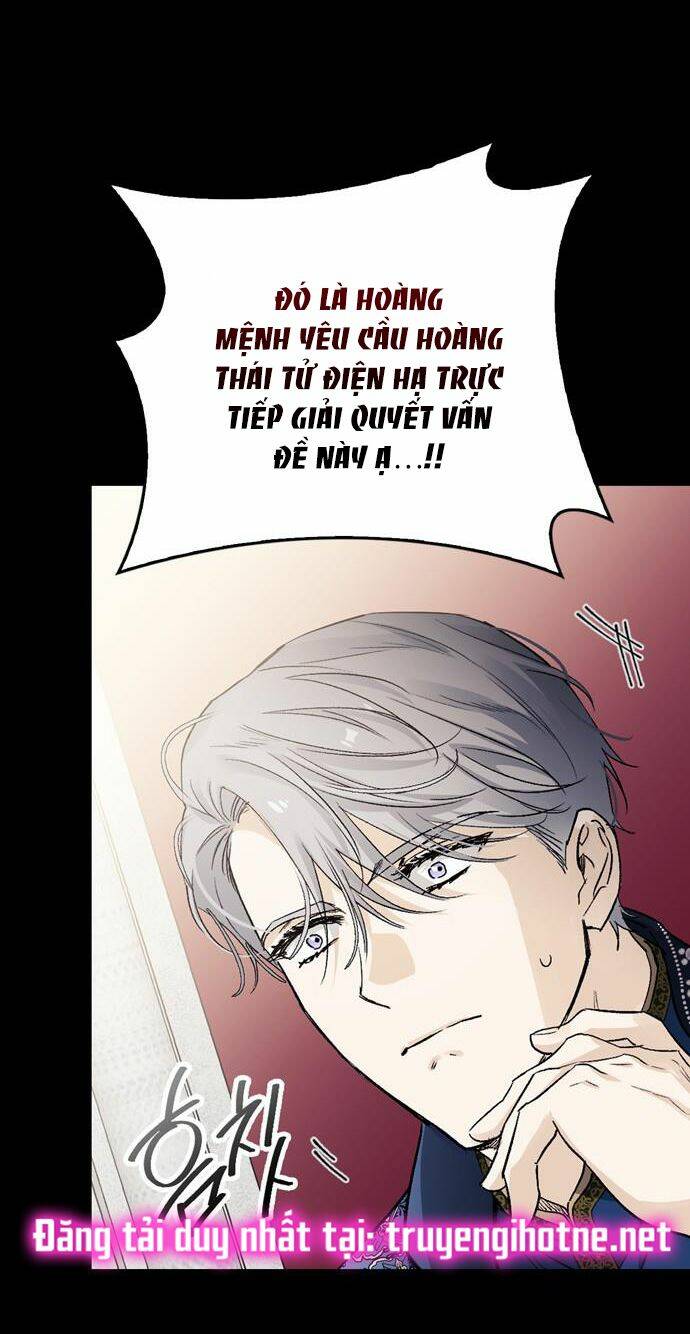 ĐÓ LÀ HOÀNG
MỆNH YÊU CẦU HOÀNG
THÁI TỬ ĐIỆN HẠ TRỰC
TIẾP GIẢI QUYẾT VẤN
ĐỀ NÀY Ạ...!!
움찔
Đăng tải duy nhất tại: truyengihotne.net